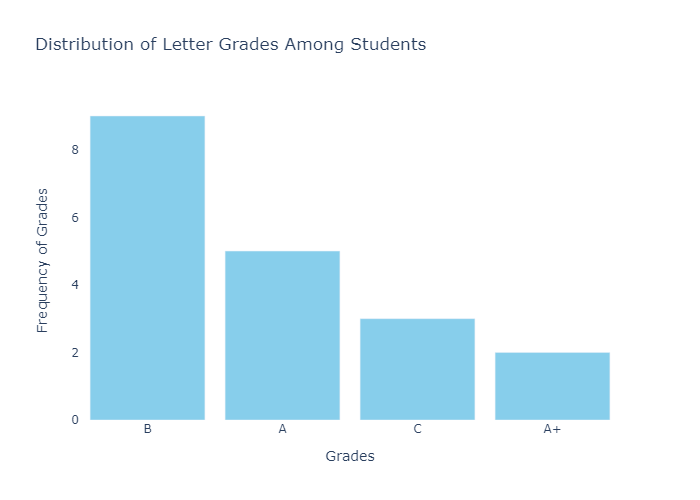 Distribution of Letter Grades Among Students
Frequency of Grades
8
6
4
2
0
B
A
C
A+
Grades